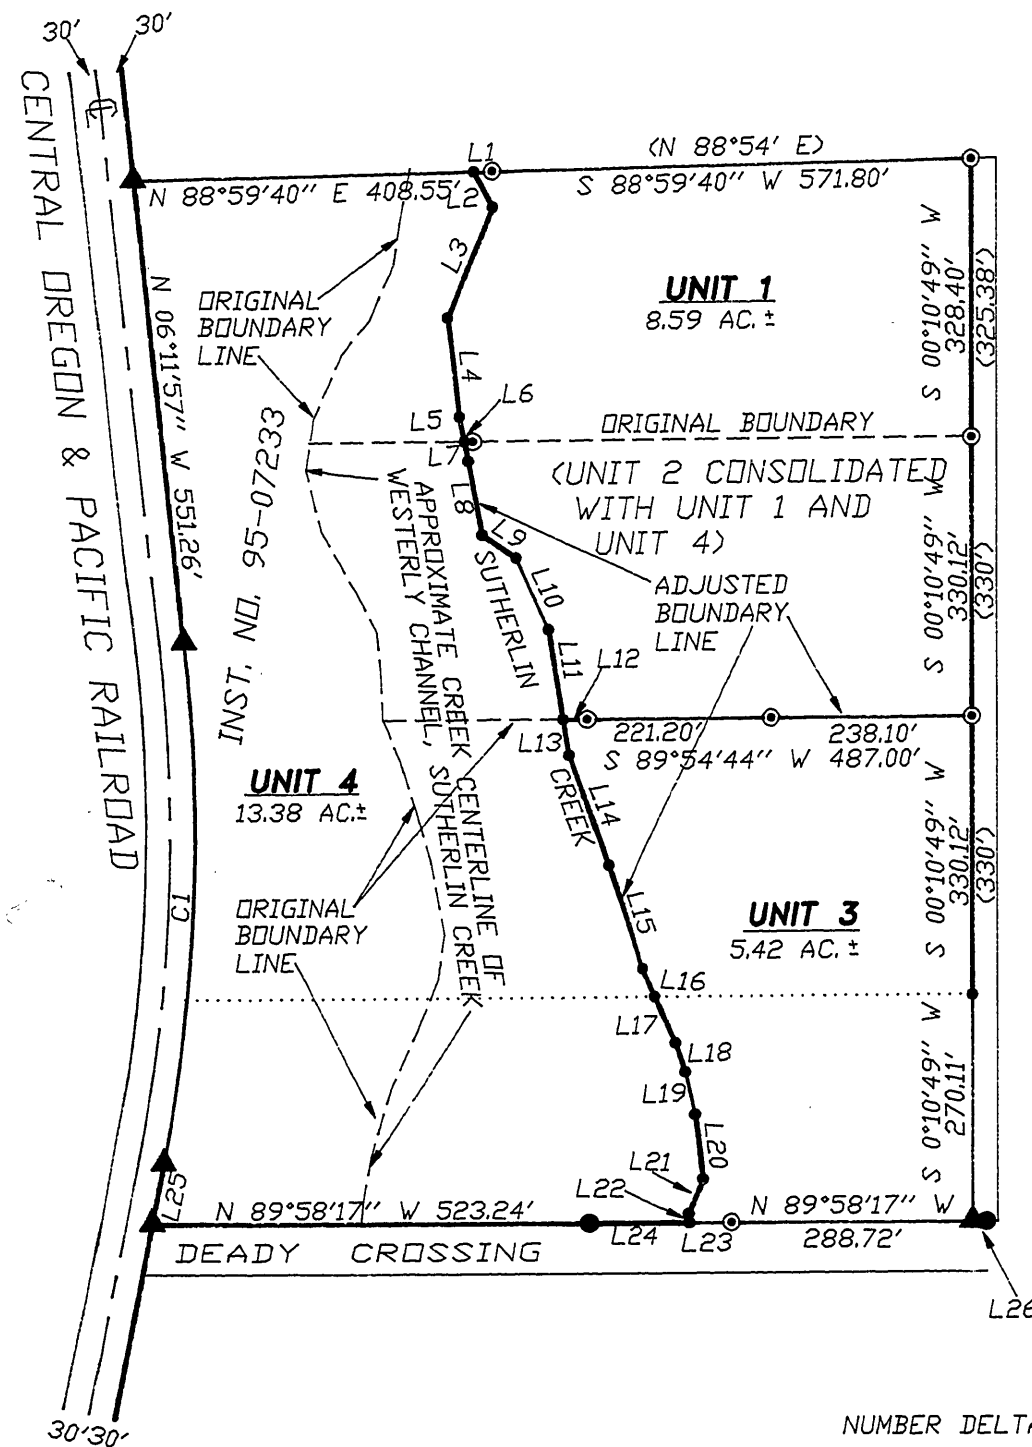 30' 30'
CENTRAL OREGON & PACIFIC RAILROAD
L1
(N 88°54' E)
N 88°59'40" E 408.55'
S 88°59'40" W 571.80'
L2
L3
ORIGINAL
BOUNDARY
LINE
UNIT 1
8.59 AC.±
S 00°10'49" W
328.40'
(325.38')
N 06°11'57" W 551.26'
L4
L6
L5
ORIGINAL BOUNDARY
L7
INST. NO. 95-07233
(UNIT 2 CONSOLIDATED
WITH UNIT 1 AND
UNIT 4)
L8
L9
APPROXIMATE CREEK CENTERLINE OF
WESTERLY CHANNEL, SUTHERLIN CREEK
SUTHERLIN
CREEK
L10
ADJUSTED
BOUNDARY
LINE
S 00°10'49" W
330.12'
(330')
L11
L12
221.20' 238.10'
L13
S 89°54'44" W 487.00'
UNIT 4
13.38 AC.±
L14
C1
ORIGINAL
BOUNDARY
LINE
L15
UNIT 3
5.42 AC. ±
S 00°10'49" W
330.12'
(330')
L16
L17
L18
L19
L20
S 0°10'49" W
270.11'
L21
L22
L25
N 89°58'17" W 523.24'
N 89°58'17" W
L24
L23
288.72'
DEADY CROSSING
L26
30'30'
NUMBER DELTA